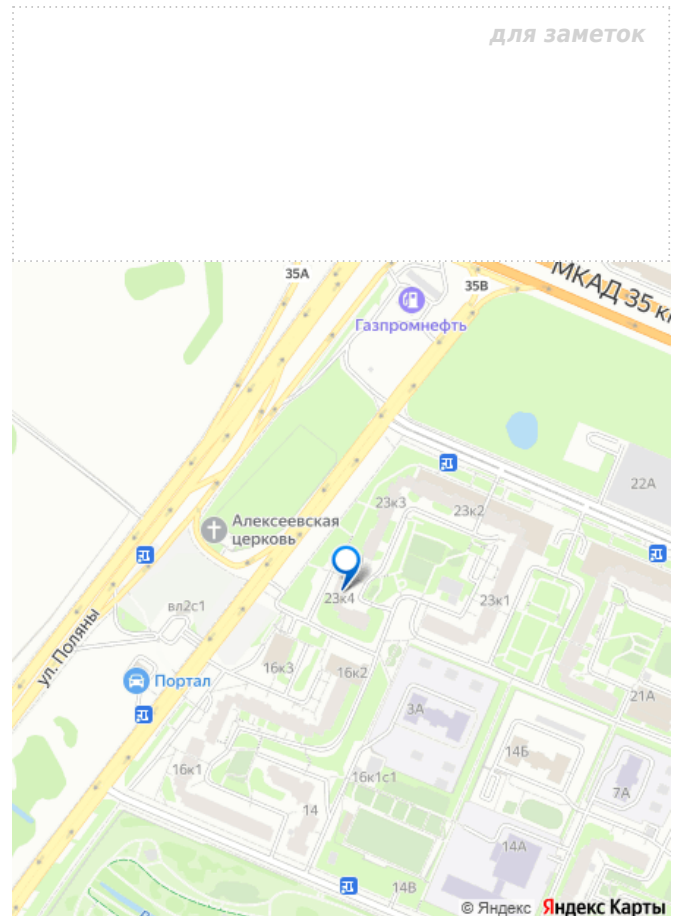 для заметок
35А
35В
МКАД 35 к
Газпромнефть
22А
23к3
23к2
Алексеевская
церковь
23к4
23к1
вл2с1
ул. Поляны
16к3
16к2
Портал
21А
3А
14Б
16к1
16к1с1
7А
14
14А
14В
© Яндекс Яндекс Карты